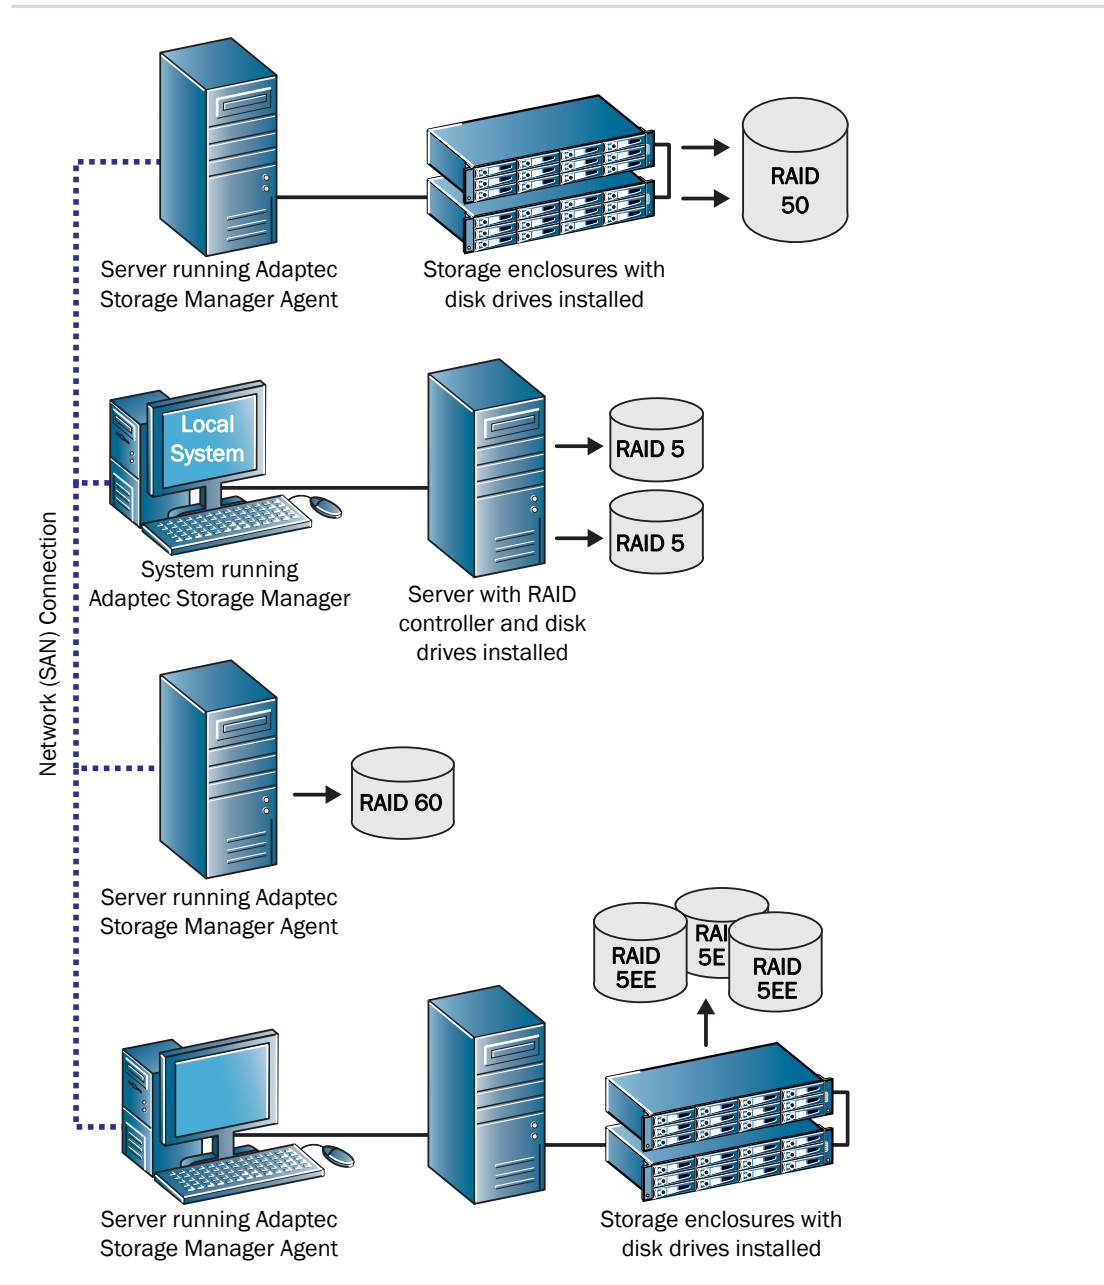 RAID
50
Server running Adaptec
Storage Manager Agent
Storage enclosures with
disk drives installed
Local
System
RAID 5
RAID 5
System running
Adaptec Storage Manager
Server with RAID
controller and disk
drives installed
Network (SAN) Connection
RAID 60
Server running Adaptec
Storage Manager Agent
RAID
5EE
RAI
5E
RAID
5EE
Server running Adaptec
Storage Manager Agent
Storage enclosures with
disk drives installed